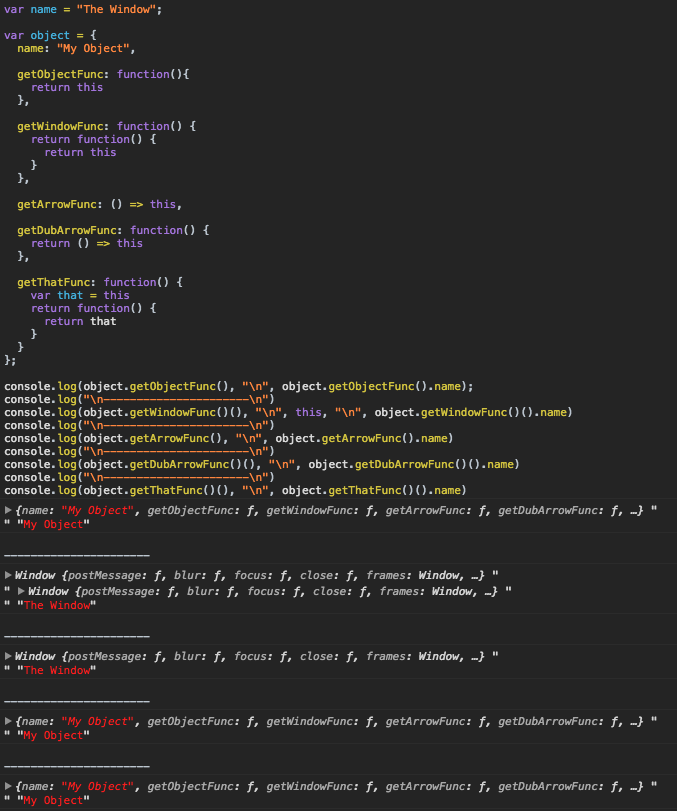 var name = "The Window";
var object = {
name: "My Object",
getObjectFunc: function(){
return this
},
getWindowFunc: function() {
return function() {
return this
}
},
getArrowFunc: () => this,
getDubArrowFunc: function() {
return () => this
},
getThatFunc: function() {
var that = this
return function() {
return that
}
}
};
console.log(object.getObjectFunc(), "\n", object.getObjectFunc().name);
console.log("\n----------------------\n")
console.log(object.getWindowFunc()(), "\n", this, "\n", object.getWindowFunc()().name)
console.log("\n----------------------\n")
console.log(object.getArrowFunc(), "\n", object.getArrowFunc().name)
console.log("\n----------------------\n")
console.log(object.getDubArrowFunc()(), "\n", object.getDubArrowFunc()().name)
console.log("\n----------------------\n")
console.log(object.getThatFunc()(), "\n", object.getThatFunc()().name)
▶{name: "My Object", getObjectFunc: ƒ, getWindowFunc: ƒ, getArrowFunc: ƒ, getDubArrowFunc: ƒ, …} "
" "My Object"
----------------------
▶Window {postMessage: ƒ, blur: ƒ, focus: ƒ, close: ƒ, frames: Window, …} "
" ▶Window {postMessage: ƒ, blur: ƒ, focus: ƒ, close: ƒ, frames: Window, …} "
" "The Window"
----------------------
▶Window {postMessage: ƒ, blur: ƒ, focus: ƒ, close: ƒ, frames: Window, …} "
" "The Window"
----------------------
▶{name: "My Object", getObjectFunc: ƒ, getWindowFunc: ƒ, getArrowFunc: ƒ, getDubArrowFunc: ƒ, …} "
" "My Object"
----------------------
▶{name: "My Object", getObjectFunc: ƒ, getWindowFunc: ƒ, getArrowFunc: ƒ, getDubArrowFunc: ƒ, …} "
" "My Object"